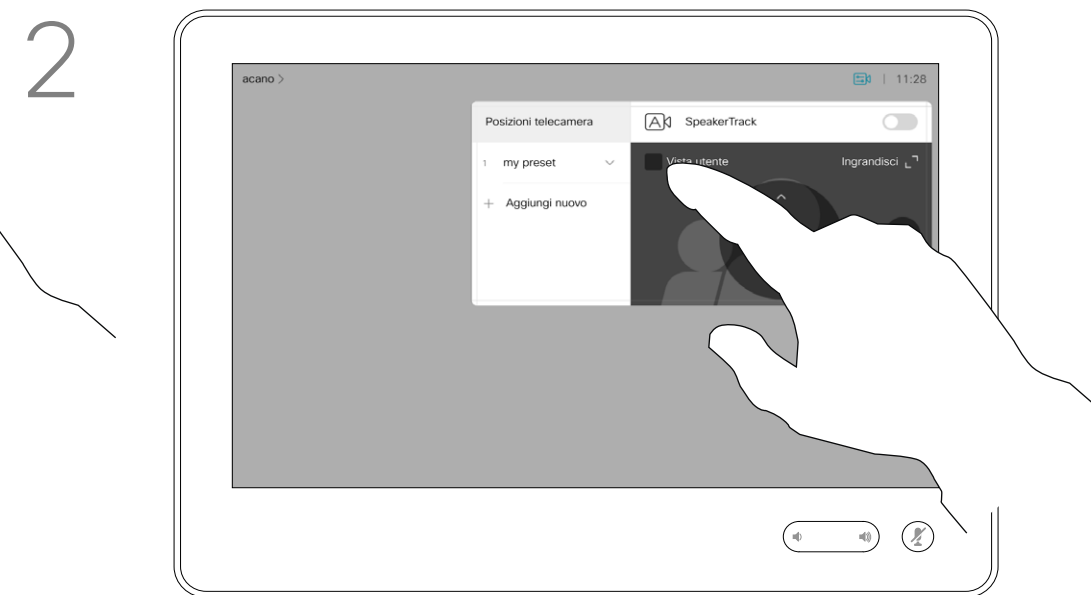 2
acano >
11:28
Posizioni telecamera
SpeakerTrack
1 my preset
Vista utente
Ingrandisci
+ Aggiungi nuovo